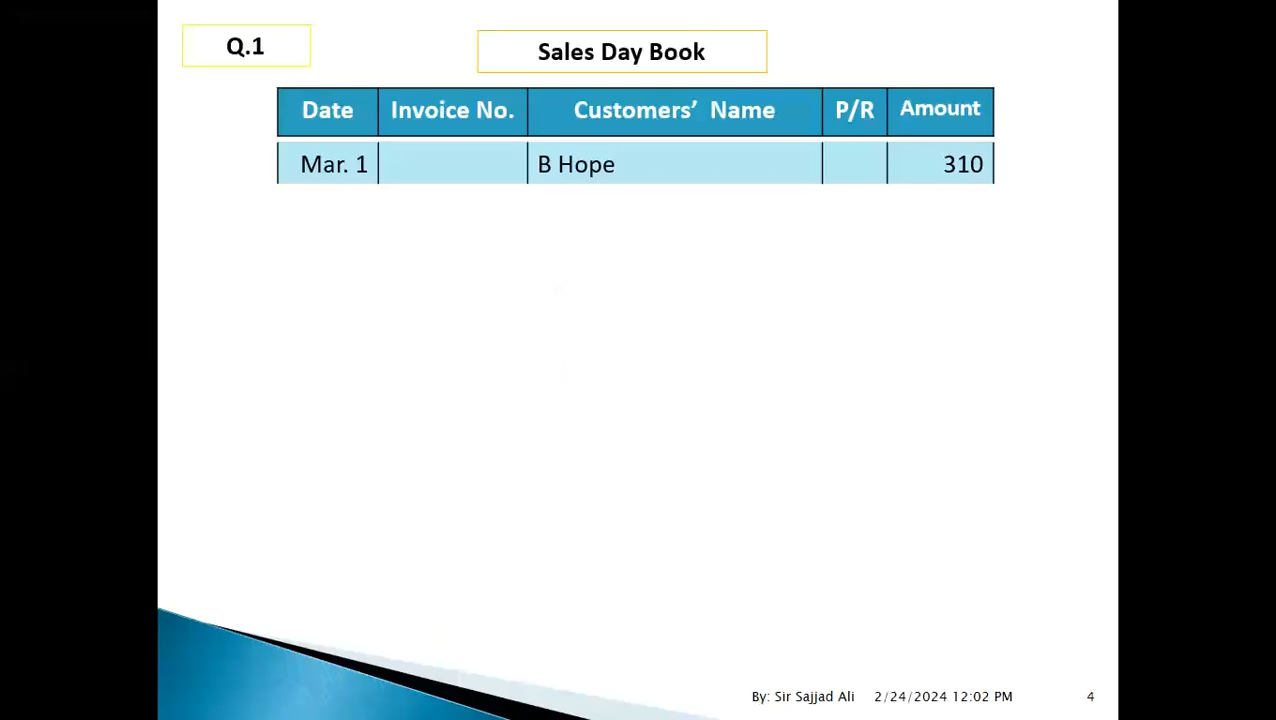 Q.1
Sales Day Book
Date Invoice No. Customers’ Name P/R Amount
Mar. 1 B Hope 310
By: Sir Sajjad Ali 2/24/2024 12:02 PM 4